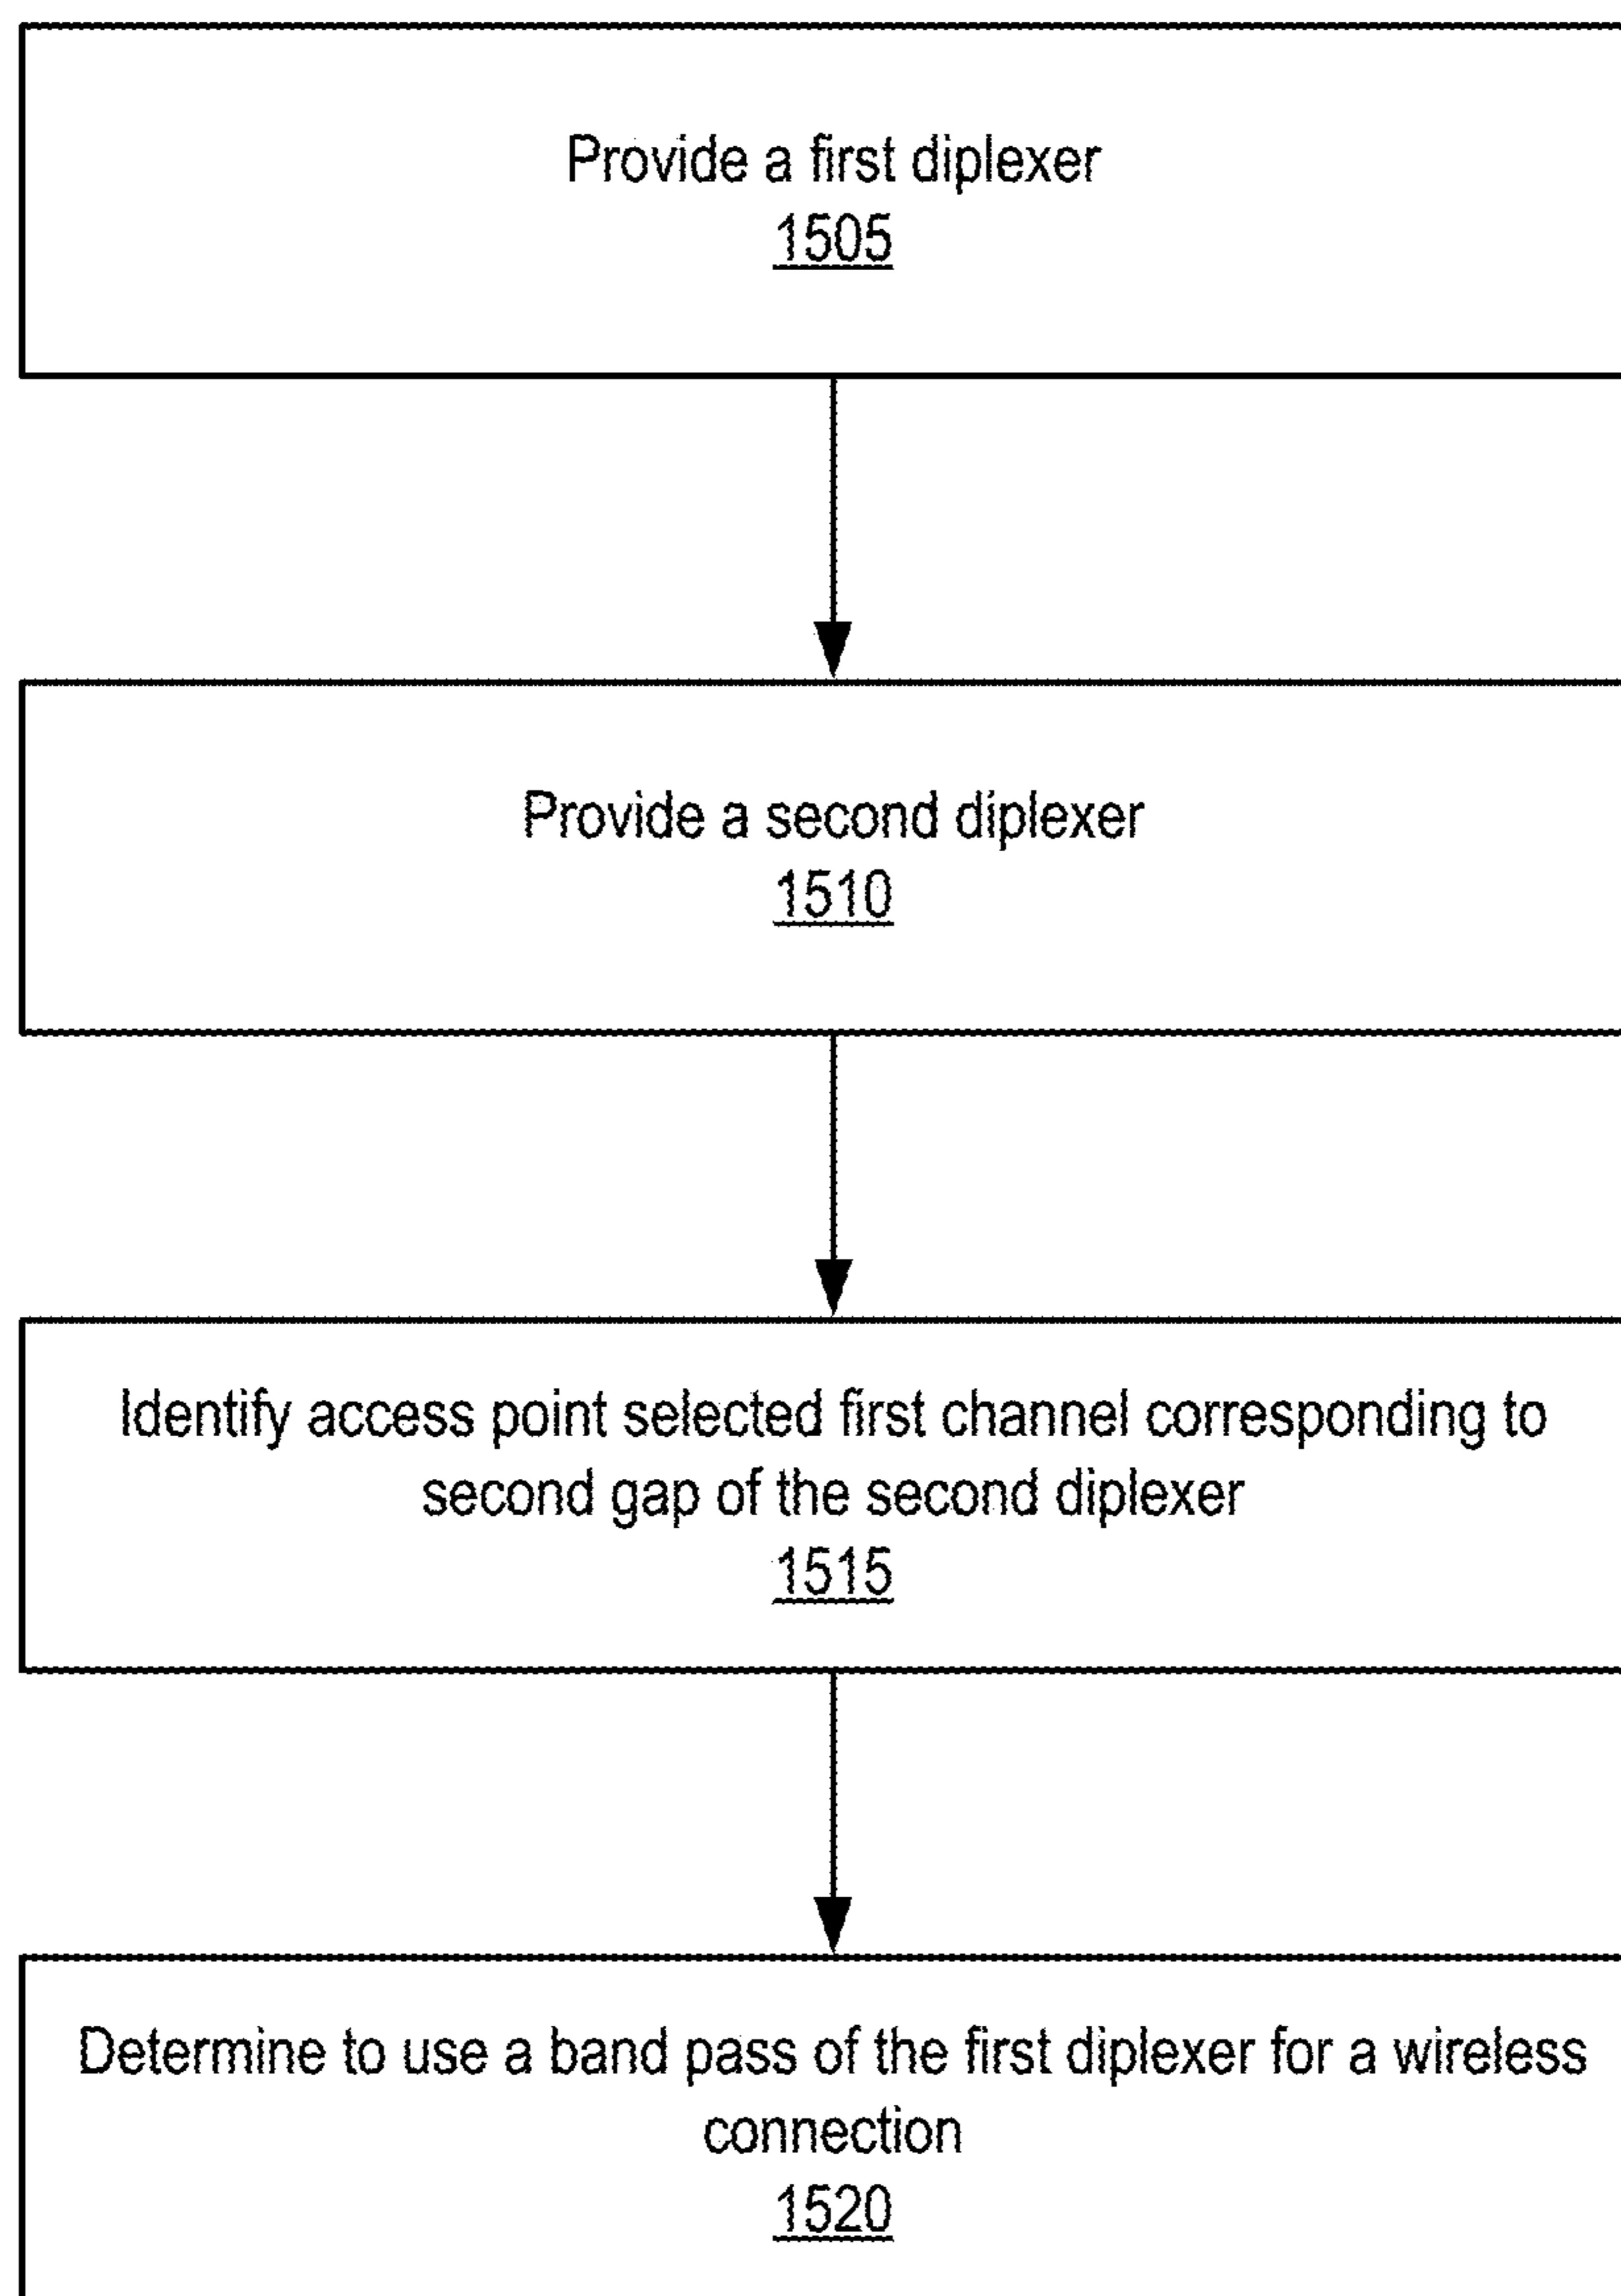 Provide a first diplexer
1505
Provide a second diplexer
1510
Identify access point selected first channel corresponding to
second gap of the second diplexer
1515
Determine to use a band pass of the first diplexer for a wireless
connection
1520